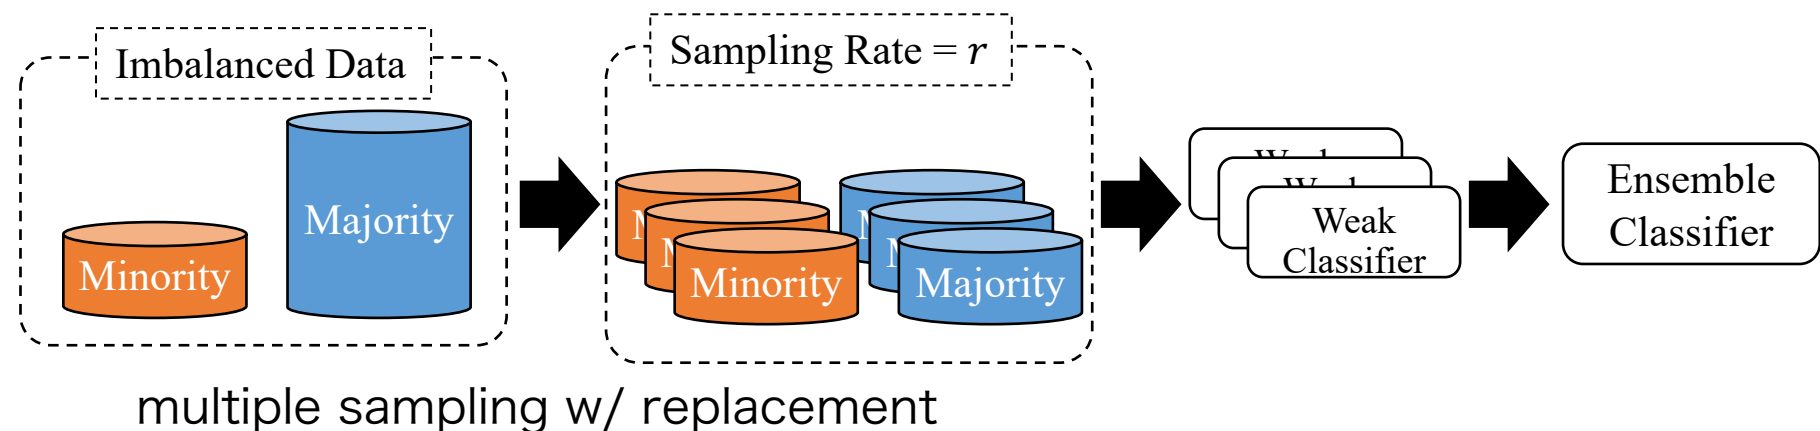 Imbalanced Data
Minority
Majority
Sampling Rate = r
Minority
Majority
Weak
Classifier
Ensemble
Classifier
multiple sampling w/ replacement